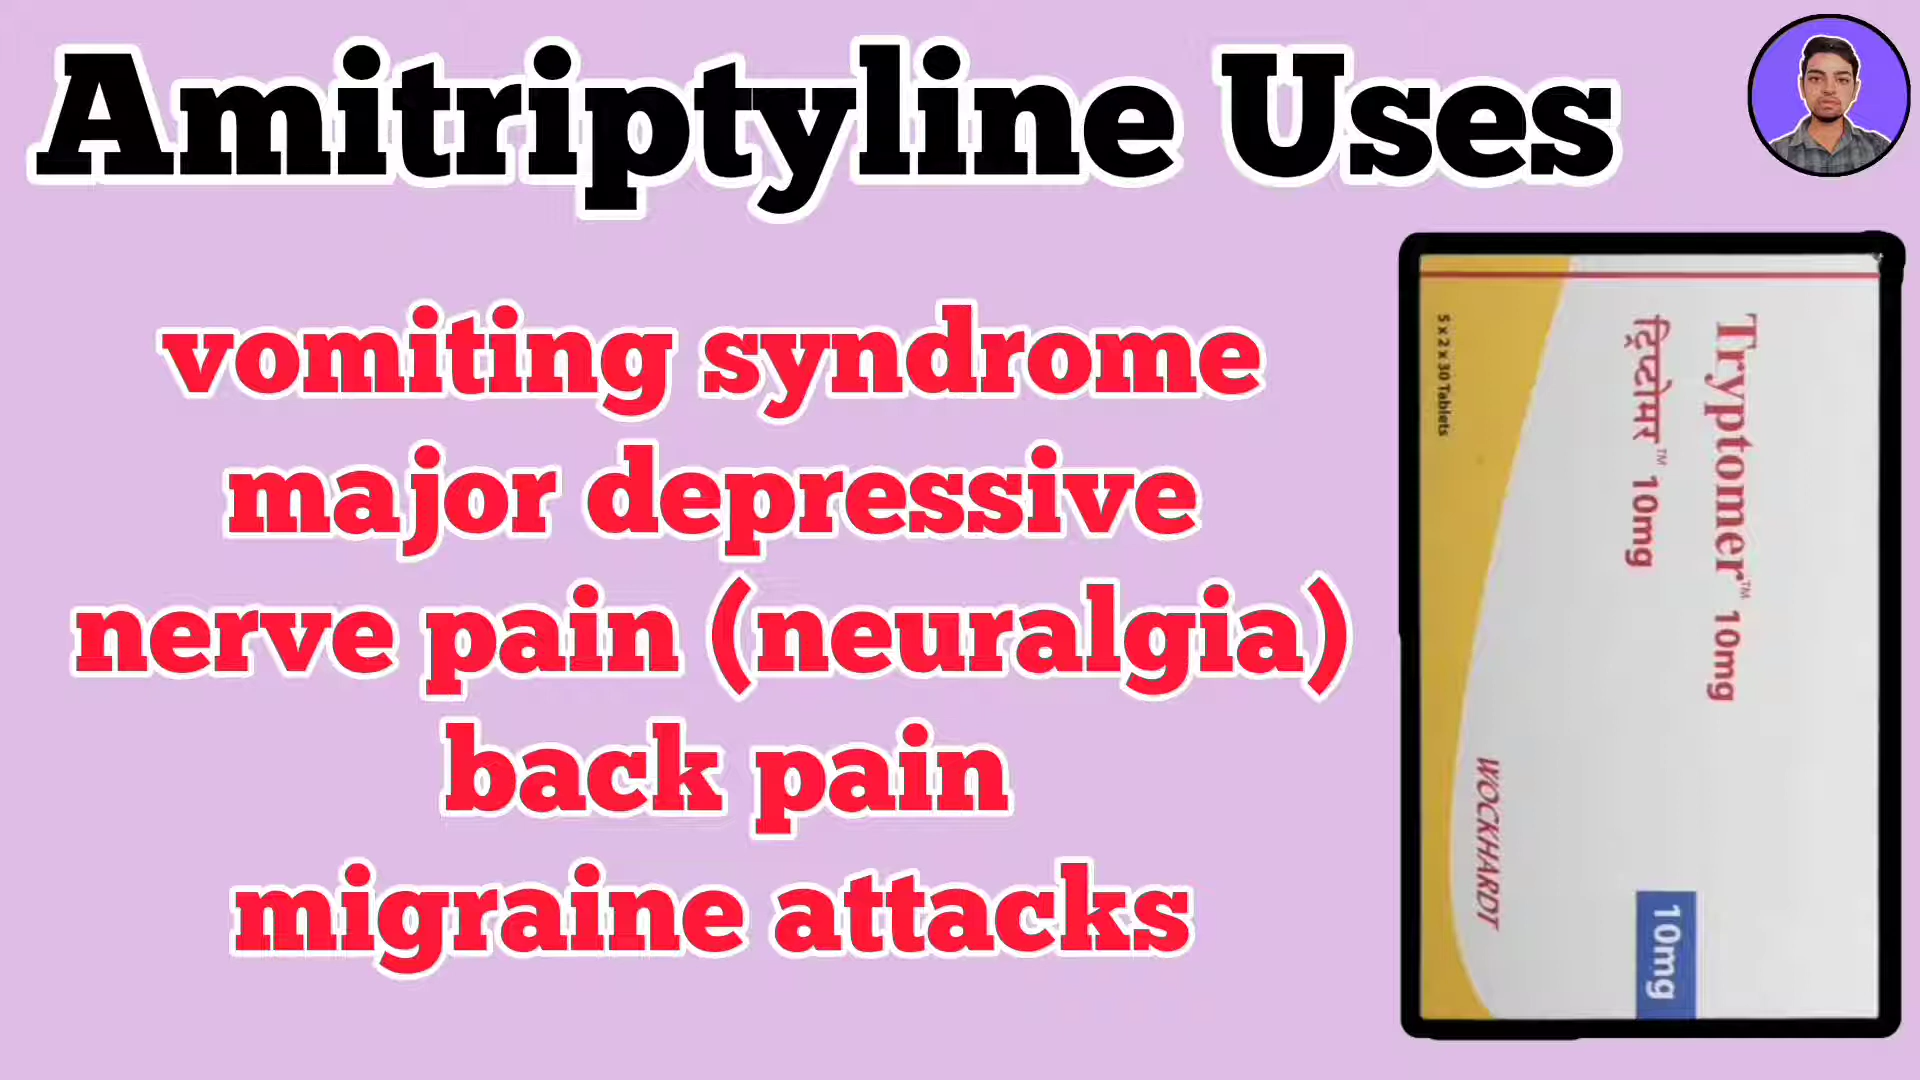 Amitriptyline Uses
vomiting syndrome
major depressive
nerve pain (neuralgia)
back pain
migraine attacks
Tryptomer™ 10mg
ट्रिप्टोमर™ 10mg
5 x 2 x 30 Tablets
WOCKHARDT
10mg